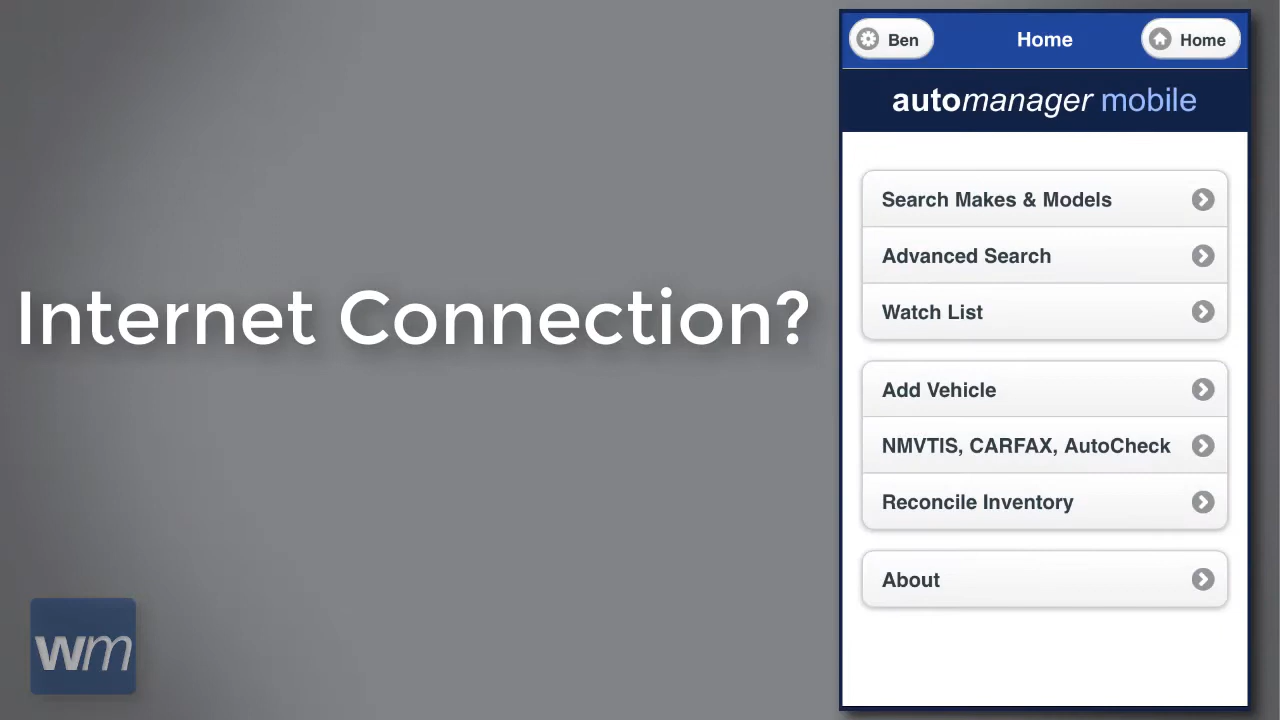 Internet Connection?
wm
Ben
Home
Home
automanager mobile
Search Makes & Models
Advanced Search
Watch List
Add Vehicle
NMVTIS, CARFAX, AutoCheck
Reconcile Inventory
About